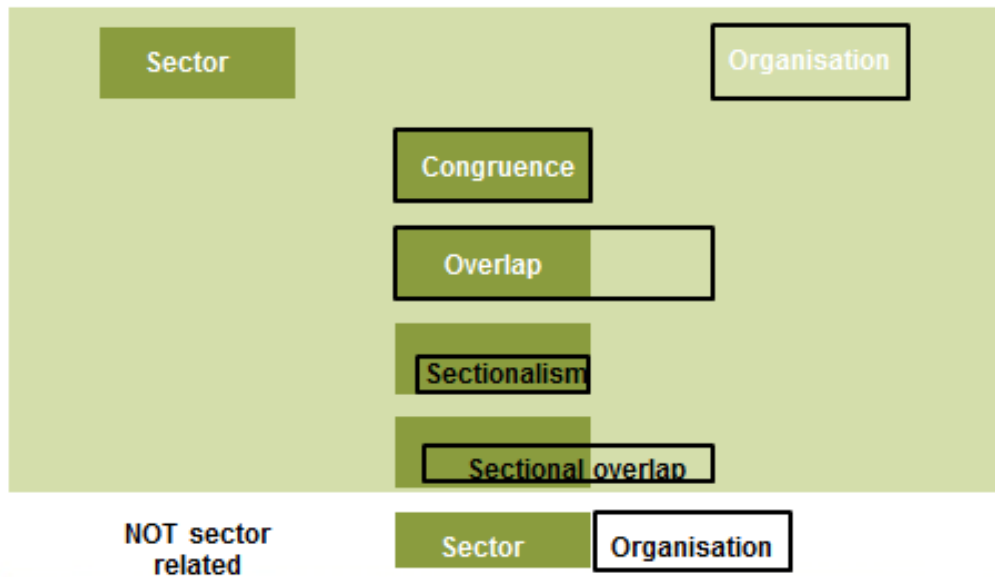 Sector
Organisation
Congruence
Overlap
Sectionalism
Sectional overlap
NOT sector
related
Sector
Organisation